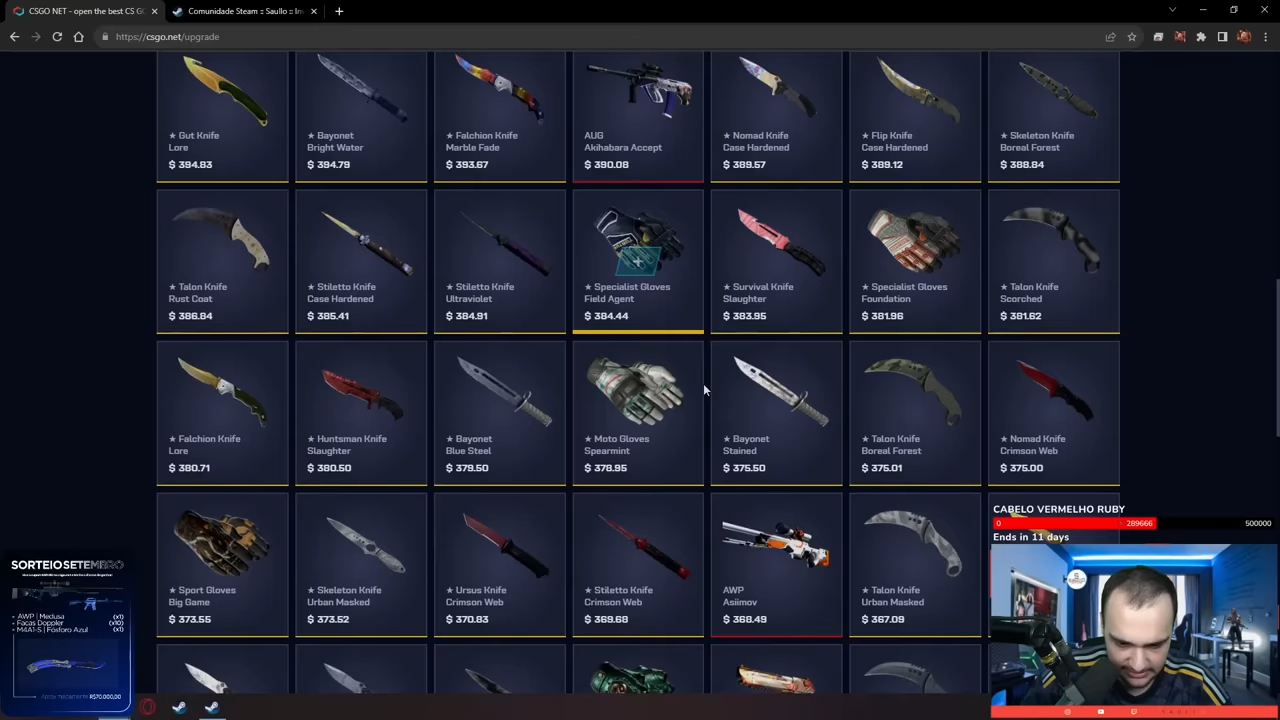 CSGO NET - open the best CS G
Comunidade Steam :: Saullo :: In
https://csgo.net/upgrade
★ Gut Knife
Lore
$ 394.83
★ Bayonet
Bright Water
$ 394.79
★ Falchion Knife
Marble Fade
$ 393.67
AUG
Akihabara Accept
$ 390.08
★ Nomad Knife
Case Hardened
$ 389.57
★ Flip Knife
Case Hardened
$ 389.12
★ Skeleton Knife
Boreal Forest
$ 388.84
★ Talon Knife
Rust Coat
$ 386.84
★ Stiletto Knife
Case Hardened
$ 385.41
★ Stiletto Knife
Ultraviolet
$ 384.91
★ Specialist Gloves
Field Agent
$ 384.44
★ Survival Knife
Slaughter
$ 383.95
★ Specialist Gloves
Foundation
$ 381.96
★ Talon Knife
Scorched
$ 381.62
★ Falchion Knife
Lore
$ 380.71
★ Huntsman Knife
Slaughter
$ 380.50
★ Bayonet
Blue Steel
$ 379.50
★ Moto Gloves
Spearmint
$ 378.95
★ Bayonet
Stained
$ 375.50
★ Talon Knife
Boreal Forest
$ 375.01
★ Nomad Knife
Crimson Web
$ 375.00
★ Sport Gloves
Big Game
$ 373.55
★ Skeleton Knife
Urban Masked
$ 373.52
★ Ursus Knife
Crimson Web
$ 370.83
★ Stiletto Knife
Crimson Web
$ 369.68
AWP
Asiimov
$ 368.49
★ Talon Knife
Urban Masked
$ 367.09
CABELO VERMELHO RUBY
0 289666 500000
Ends in 11 days
SORTEIO SETEMBRO
AWP | Medusa (x1)
Facas Doppler (x10)
M4A1-S | Fósforo Azul (x1)
R$70.000,00